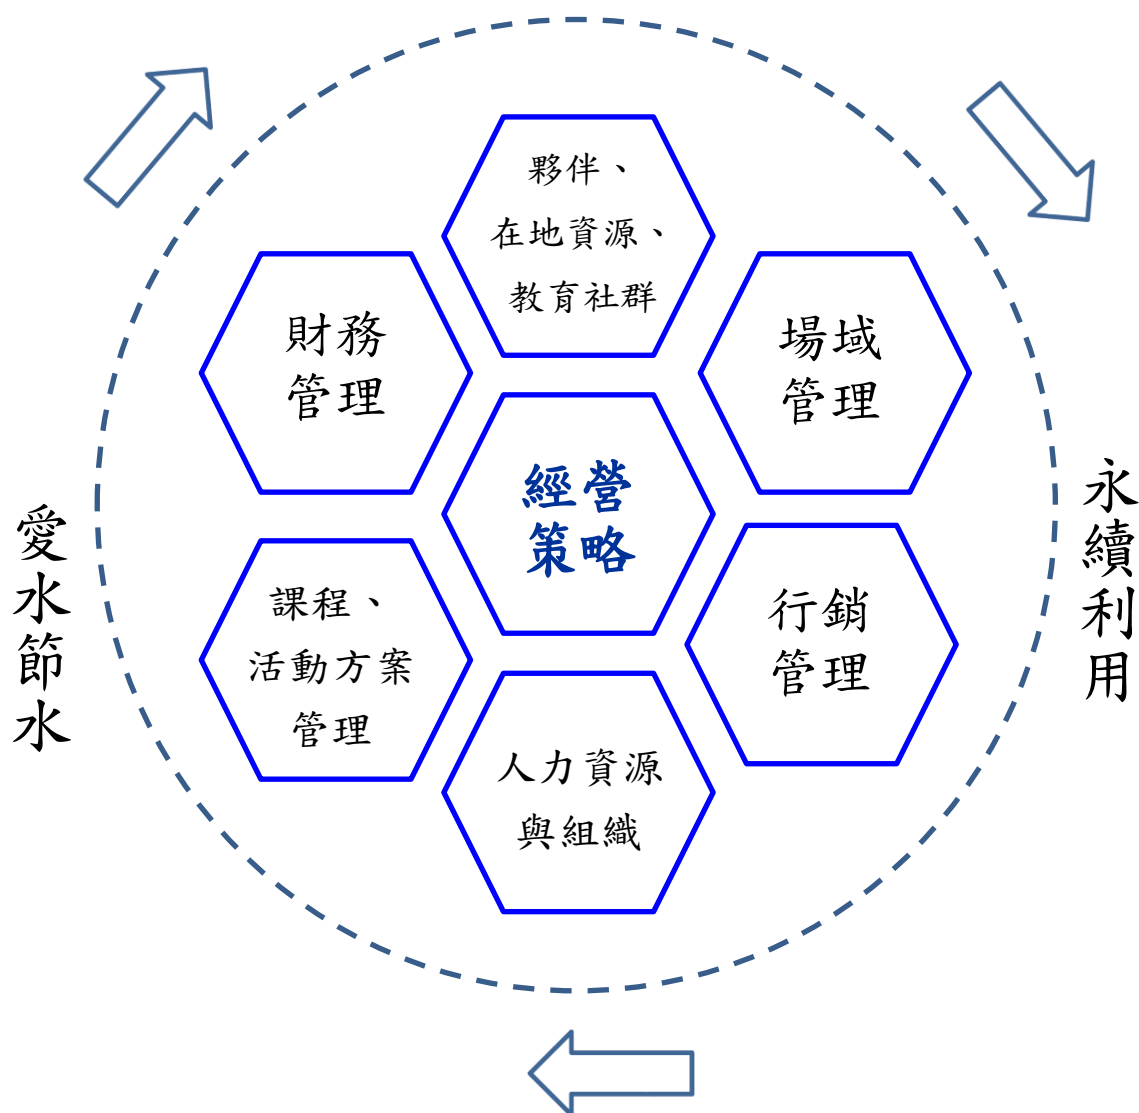 夥伴、
在地資源、
教育社群
財務
管理
場域
管理
經營
策略
愛水節水
永續利用
課程、
活動方案
管理
行銷
管理
人力資源
與組織